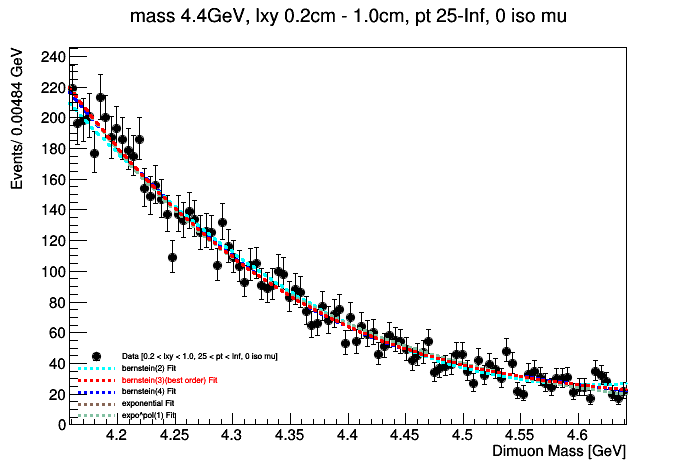 mass 4.4GeV, lxy 0.2cm - 1.0cm, pt 25-Inf, 0 iso mu
Events/ 0.00484 GeV
240
220
200
180
160
140
120
100
80
60
40
20
0
Data [0.2 < lxy < 1.0, 25 < pt < Inf, 0 iso mu]
bernstein(2) Fit
bernstein(3)(best order) Fit
bernstein(4) Fit
exponential Fit
expo*pol(1) Fit
4.2 4.25 4.3 4.35 4.4 4.45 4.5 4.55 4.6
Dimuon Mass [GeV]